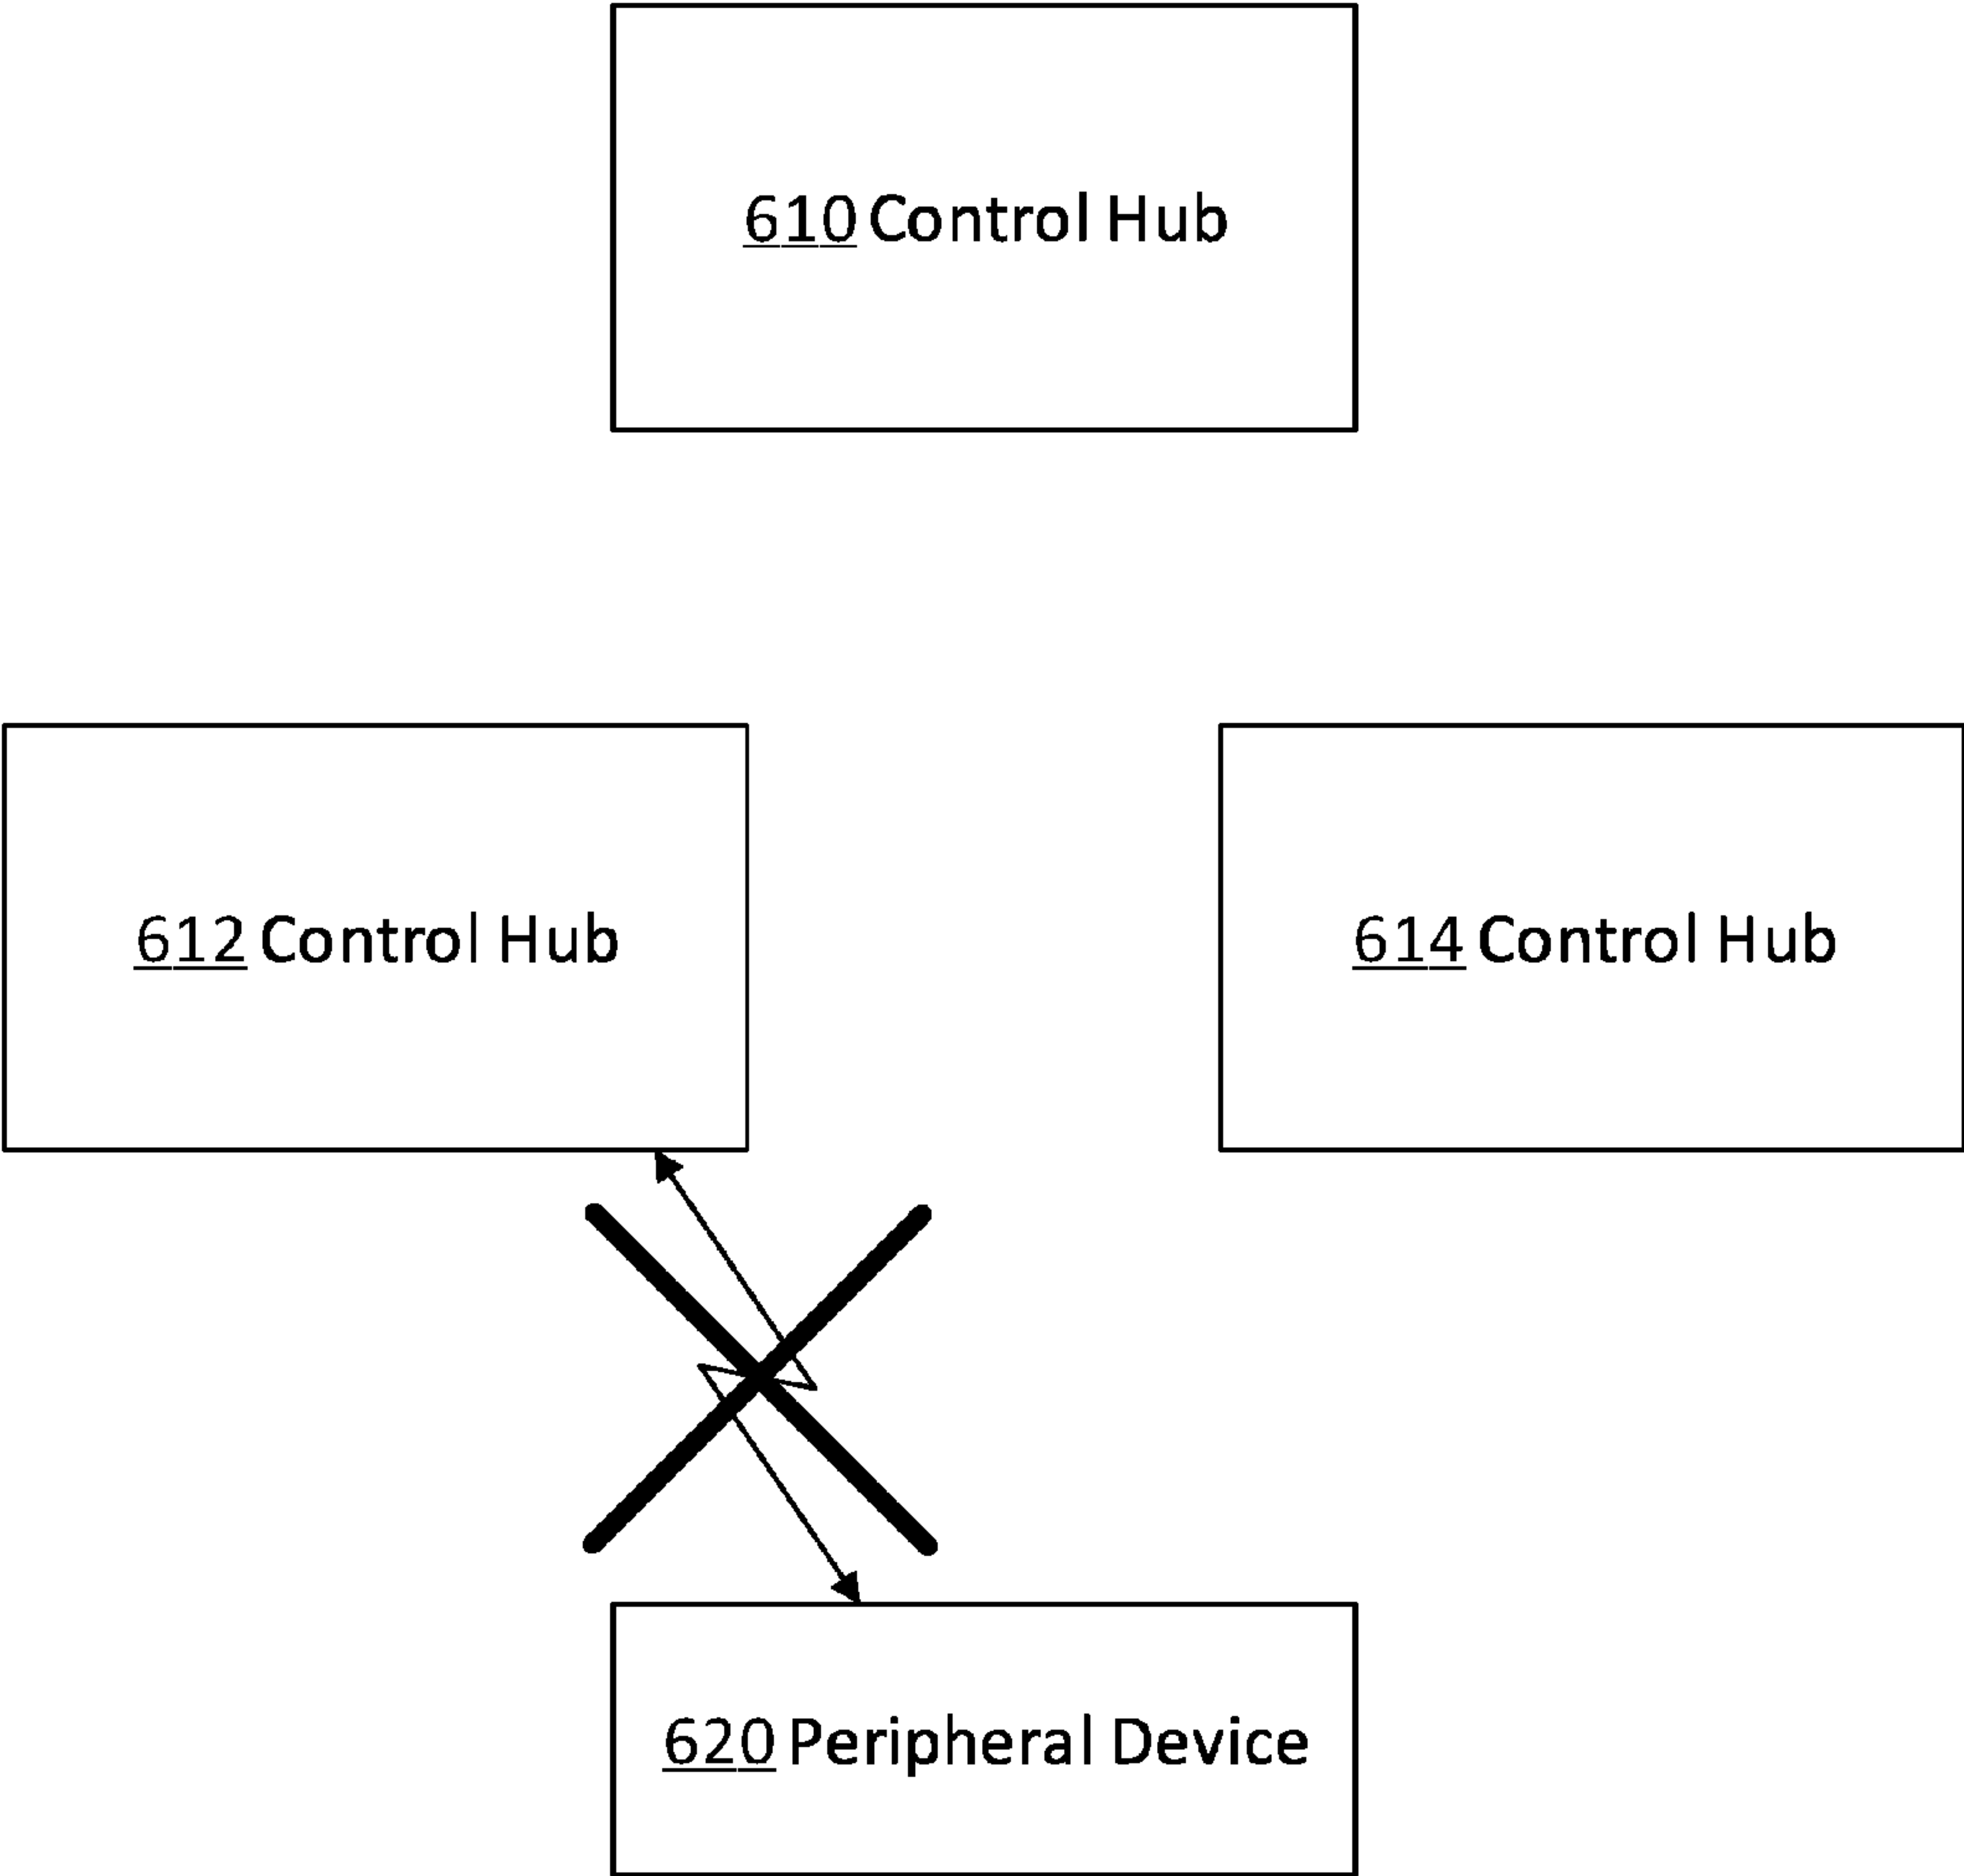 610 Control Hub
612 Control Hub
614 Control Hub
620 Peripheral Device